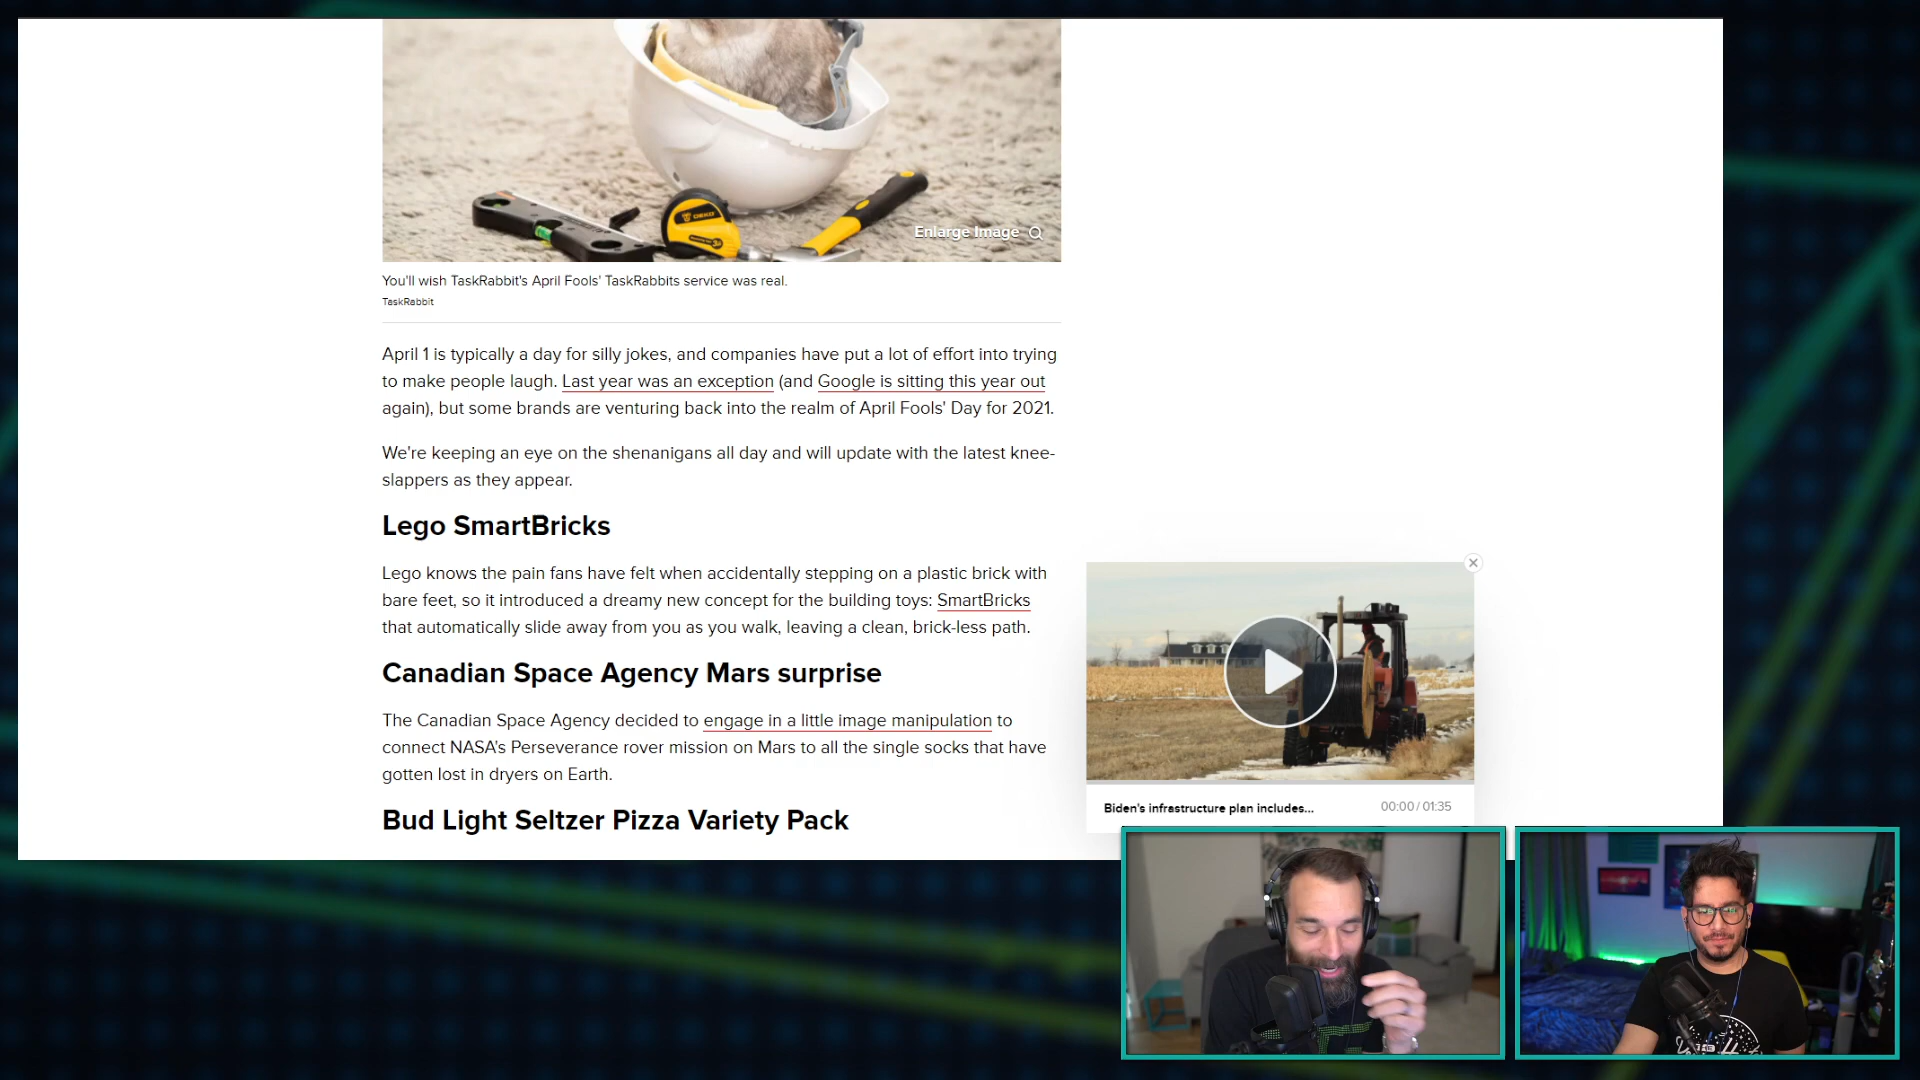 DEKO
Enlarge Image
You'll wish TaskRabbit's April Fools' TaskRabbits service was real.
TaskRabbit
April 1 is typically a day for silly jokes, and companies have put a lot of effort into trying
to make people laugh. Last year was an exception (and Google is sitting this year out
again), but some brands are venturing back into the realm of April Fools' Day for 2021.
We're keeping an eye on the shenanigans all day and will update with the latest knee-
slappers as they appear.
Lego SmartBricks
Lego knows the pain fans have felt when accidentally stepping on a plastic brick with
bare feet, so it introduced a dreamy new concept for the building toys: SmartBricks
that automatically slide away from you as you walk, leaving a clean, brick-less path.
Canadian Space Agency Mars surprise
The Canadian Space Agency decided to engage in a little image manipulation to
connect NASA's Perseverance rover mission on Mars to all the single socks that have
gotten lost in dryers on Earth.
Bud Light Seltzer Pizza Variety Pack
Biden's infrastructure plan includes...
00:00 / 01:35